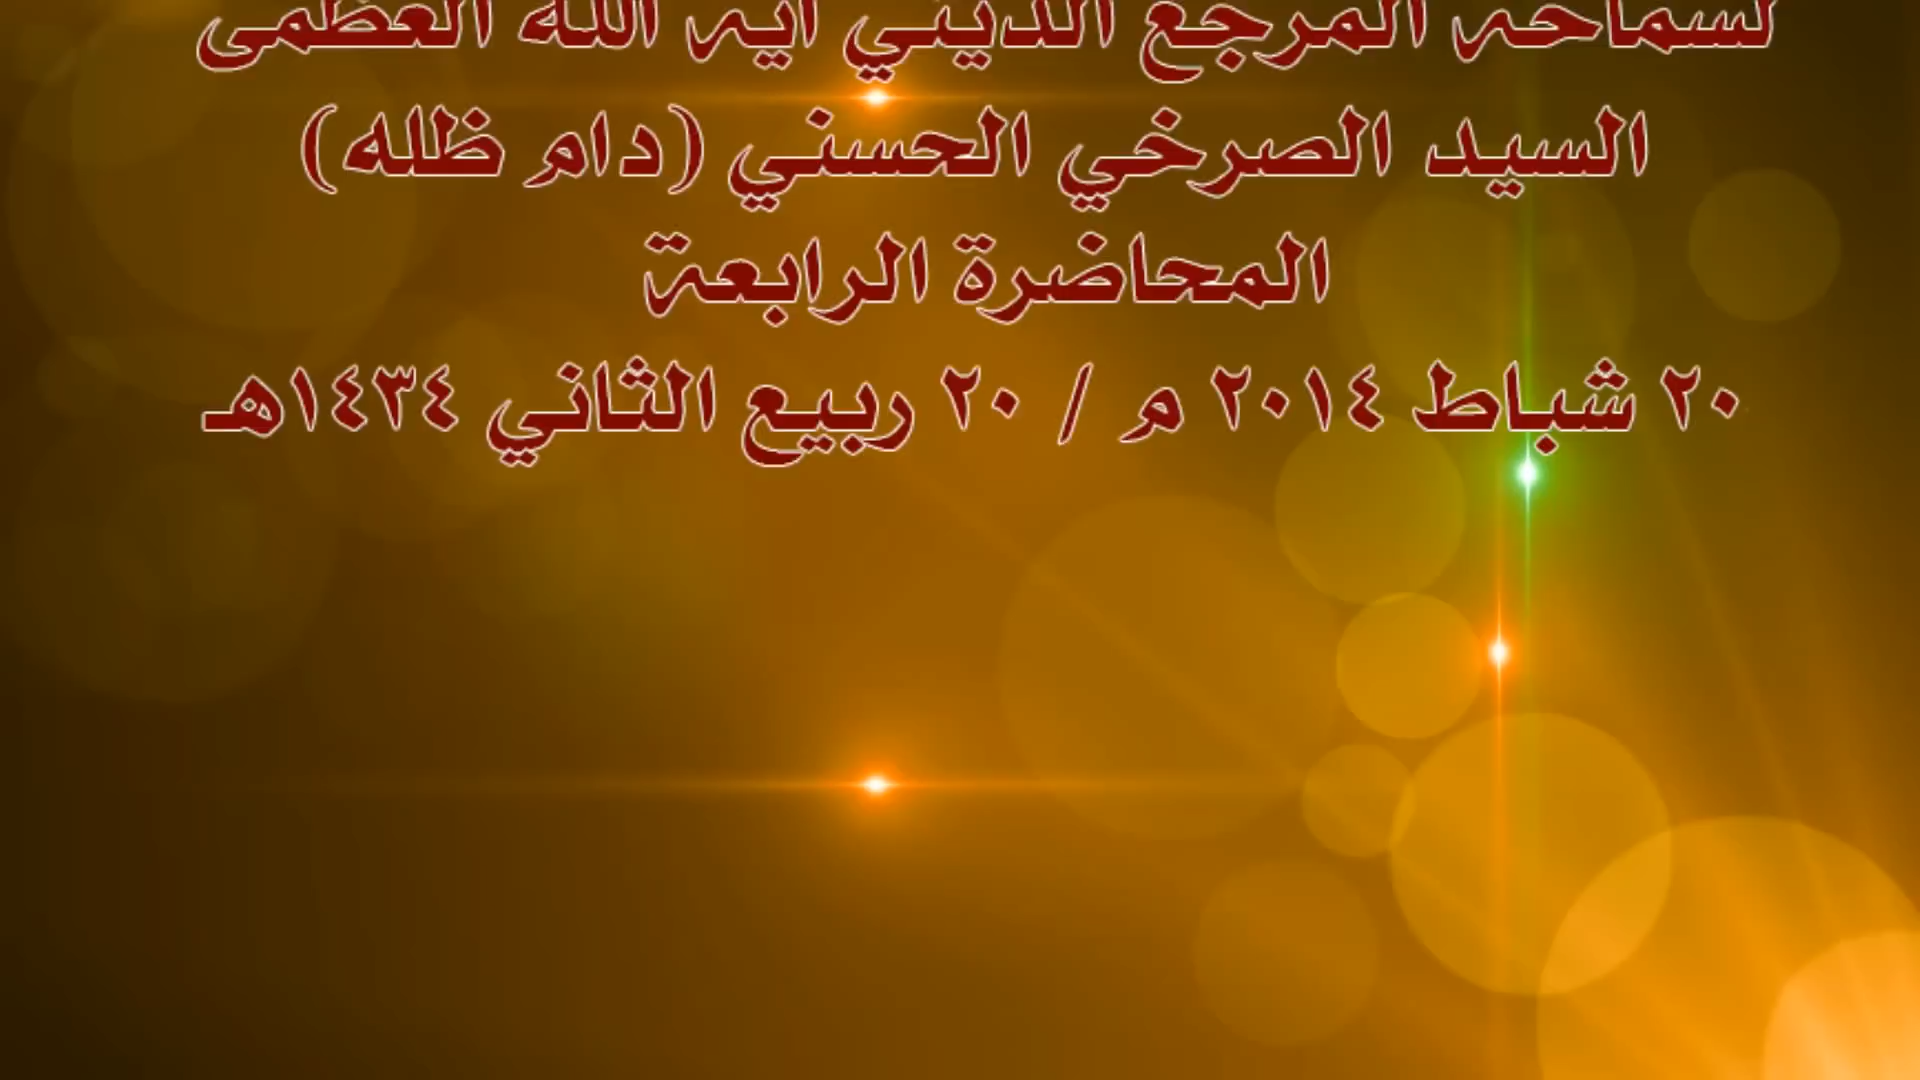 لسماحة المرجع الديني آية الله العظمى
السيد الصرخي الحسني (دام ظله)
المحاضرة الرابعة
٢٠ شباط ٢٠١٤ م / ٢٠ ربيع الثاني ١٤٣٤هـ